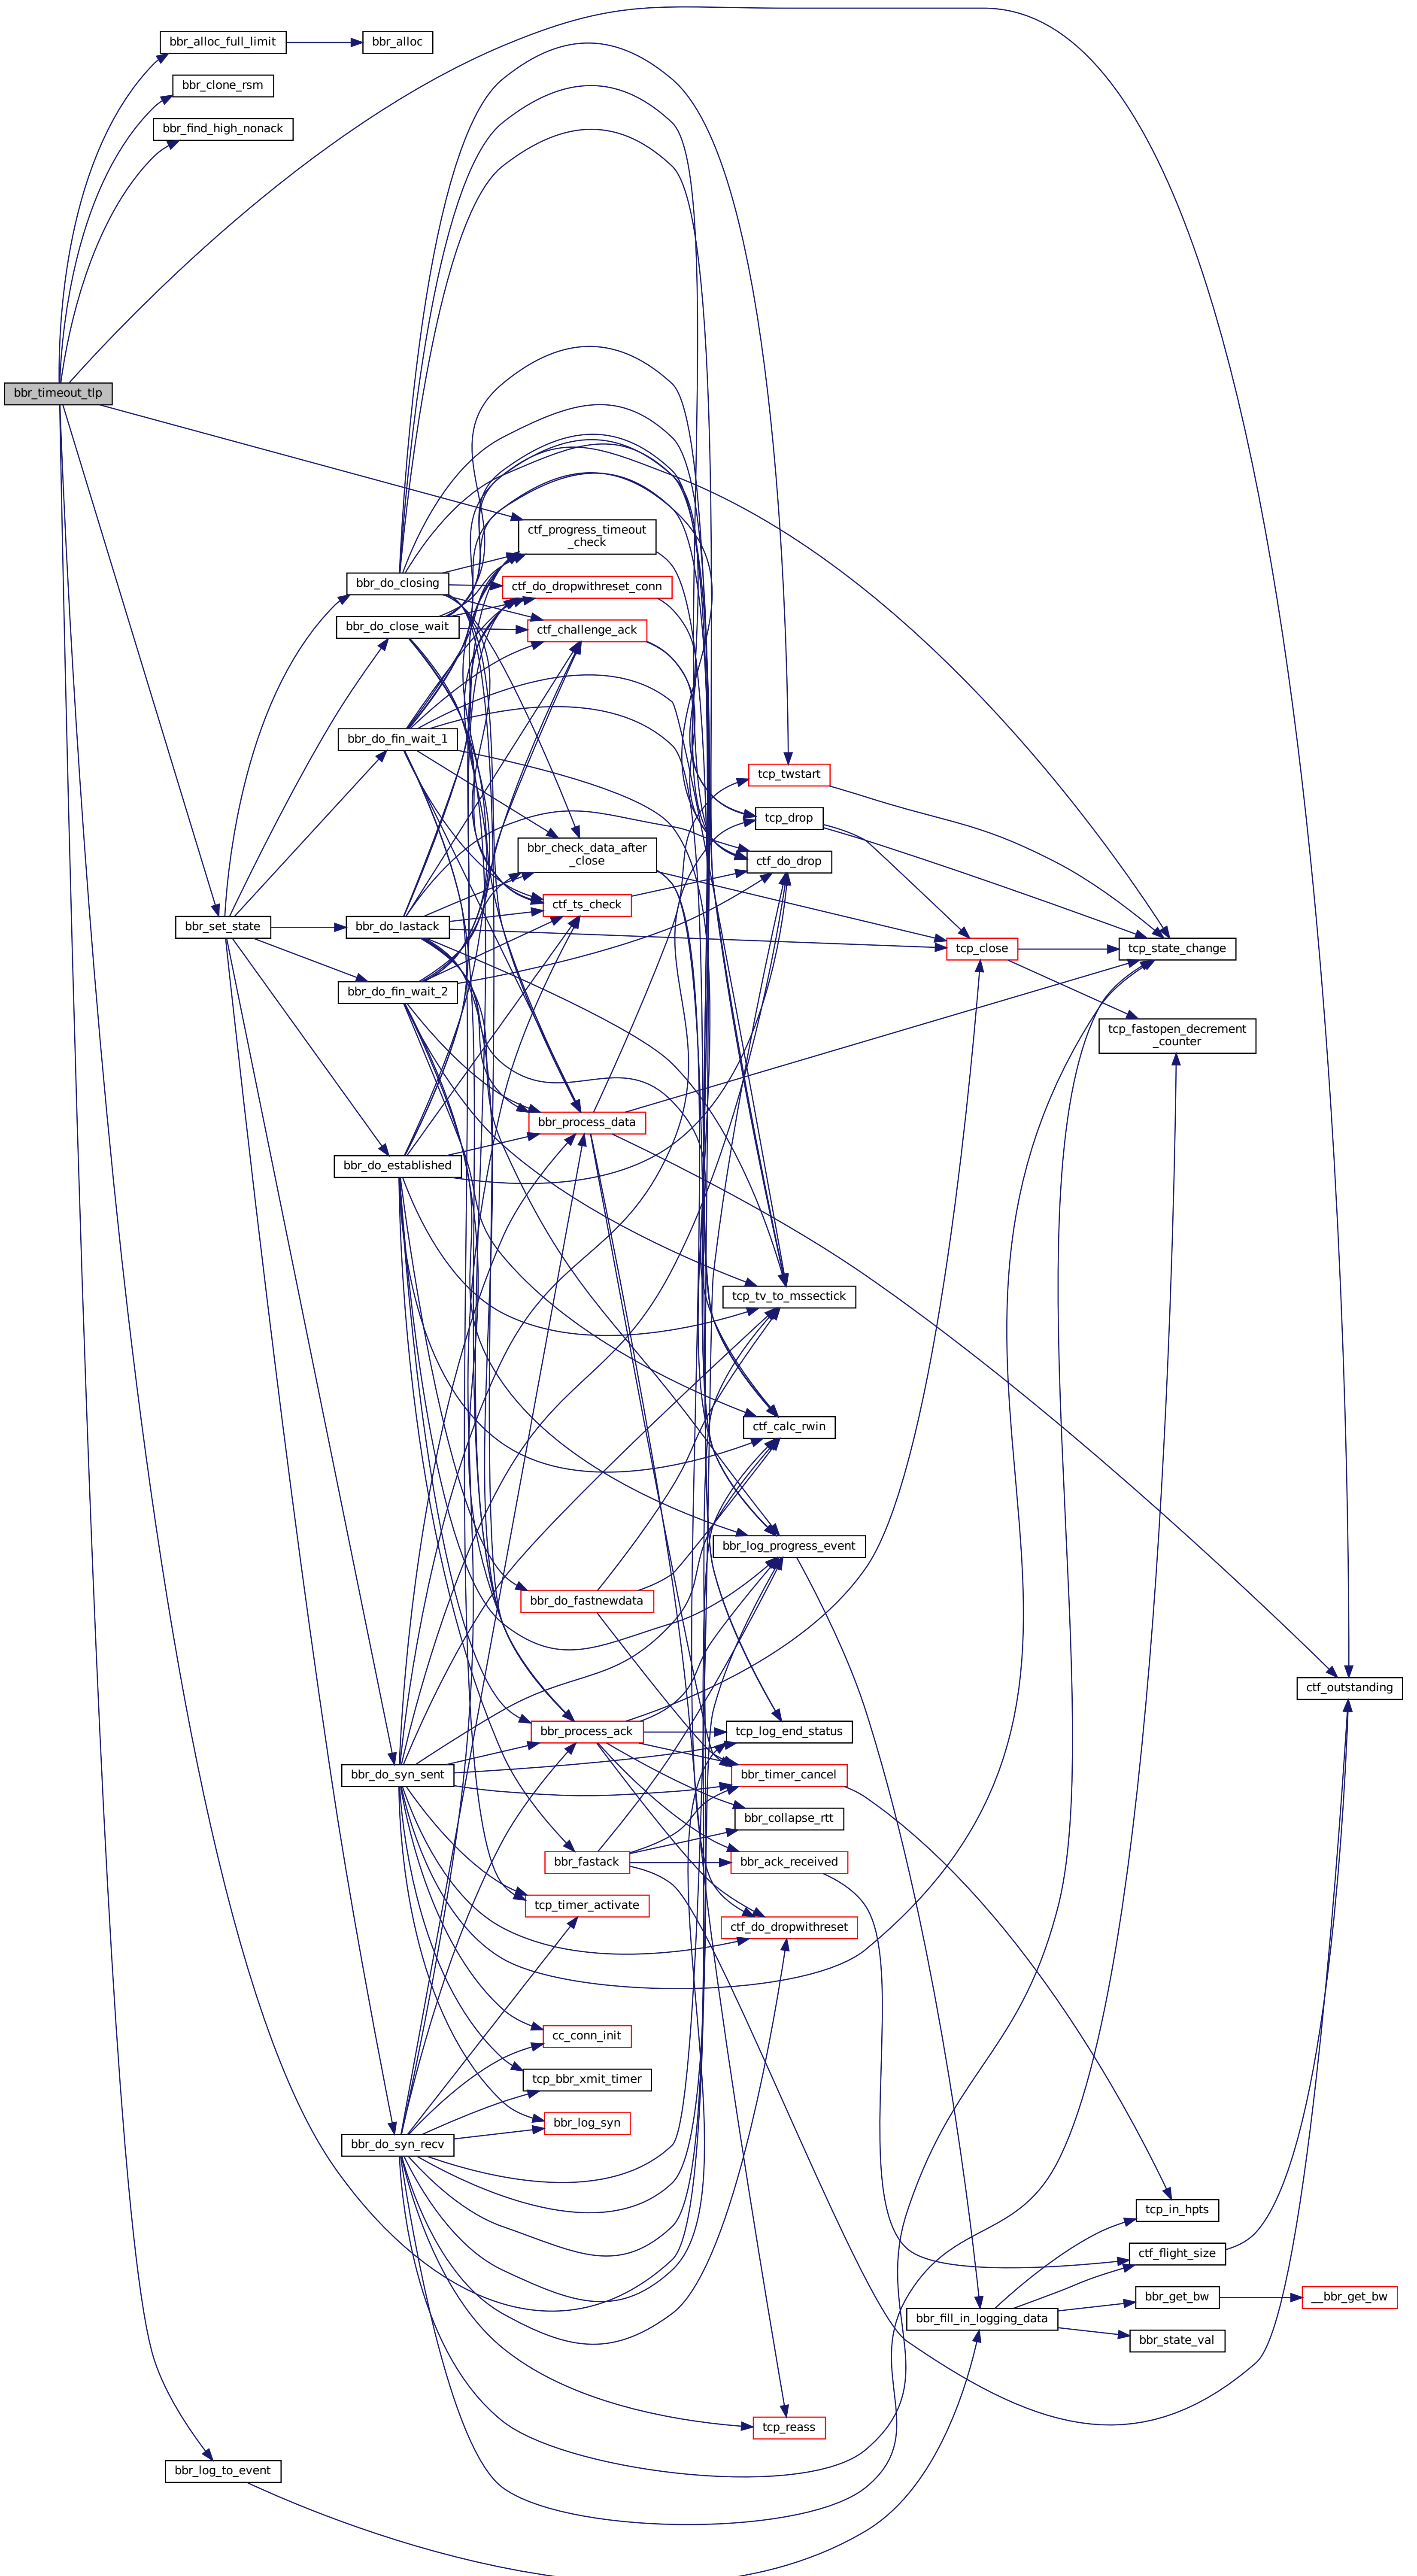 bbr_alloc_full_limit
bbr_alloc
bbr_clone_rsm
bbr_find_high_nonack
bbr_timeout_tlp
ctf_progress_timeout
_check
bbr_do_closing
ctf_do_dropwithreset_conn
bbr_do_close_wait
ctf_challenge_ack
bbr_do_fin_wait_1
tcp_twstart
tcp_drop
bbr_check_data_after
_close
ctf_do_drop
ctf_ts_check
bbr_set_state
bbr_do_lastack
tcp_close
tcp_state_change
bbr_do_fin_wait_2
tcp_fastopen_decrement
_counter
bbr_process_data
bbr_do_established
tcp_tv_to_mssectick
ctf_calc_rwin
bbr_log_progress_event
bbr_do_fastnewdata
ctf_outstanding
bbr_process_ack
tcp_log_end_status
bbr_do_syn_sent
bbr_timer_cancel
bbr_collapse_rtt
bbr_fastack
bbr_ack_received
tcp_timer_activate
ctf_do_dropwithreset
cc_conn_init
tcp_bbr_xmit_timer
bbr_log_syn
bbr_do_syn_recv
tcp_in_hpts
ctf_flight_size
bbr_get_bw
__bbr_get_bw
bbr_fill_in_logging_data
bbr_state_val
tcp_reass
bbr_log_to_event